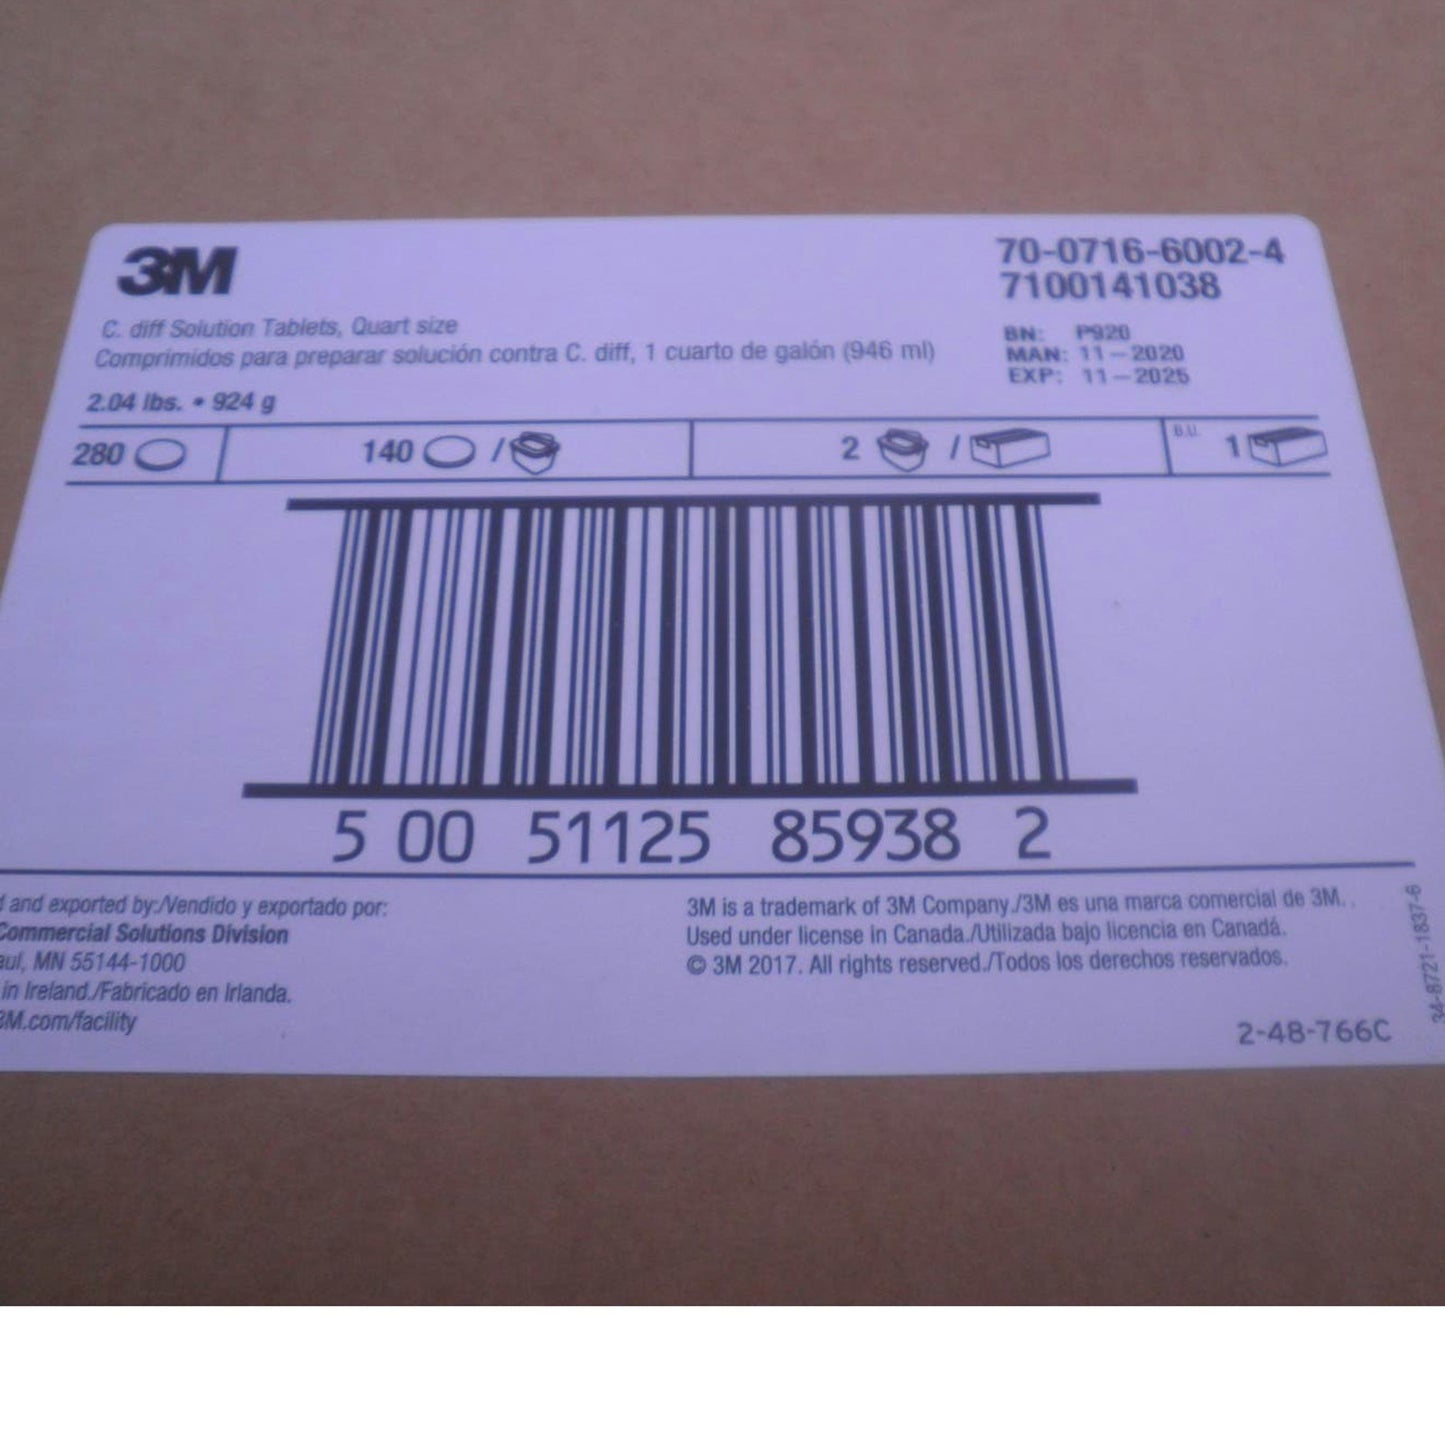 3M
70-0716-6002-4
7100141038
C. diff Solution Tablets, Quart size
Comprimidos para preparar solución contra C. diff, 1 cuarto de galón (946 ml)
BN: P920
MAN: 11-2020
EXP: 11-2025
2.04 lbs. • 924 g
280 140 / 2 / B.U. 1
5 00 51125 85938 2
and exported by:/Vendido y exportado por:
Commercial Solutions Division
MN 55144-1000
in Ireland./Fabricado en Irlanda.
3M.com/facility
3M is a trademark of 3M Company./3M es una marca comercial de 3M.
Used under license in Canada./Utilizada bajo licencia en Canadá.
© 3M 2017. All rights reserved./Todos los derechos reservados.
2-48-766C
34-8721-1837-6